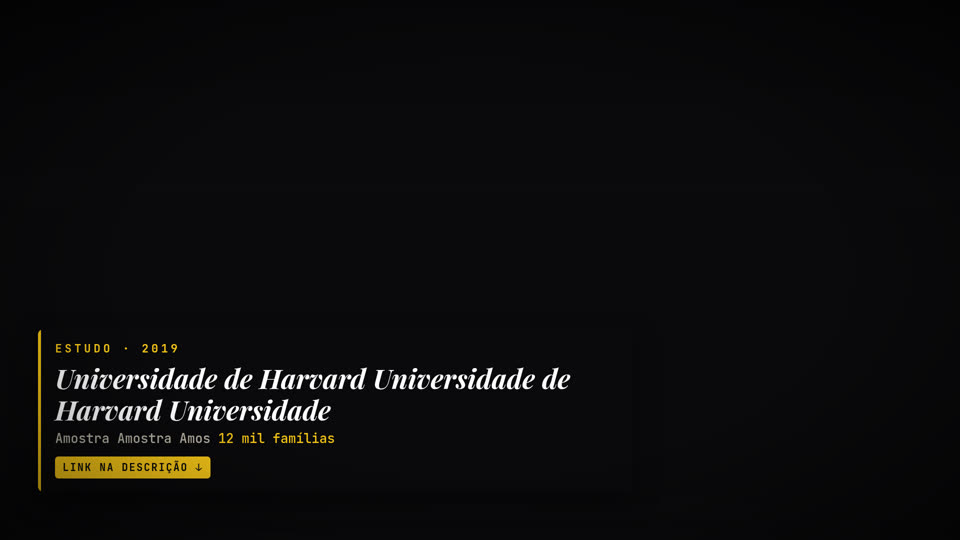 ESTUDO · 2019
Universidade de Harvard Universidade de
Harvard Universidade
Amostra Amostra Amos 12 mil famílias
LINK NA DESCRIÇÃO ↓